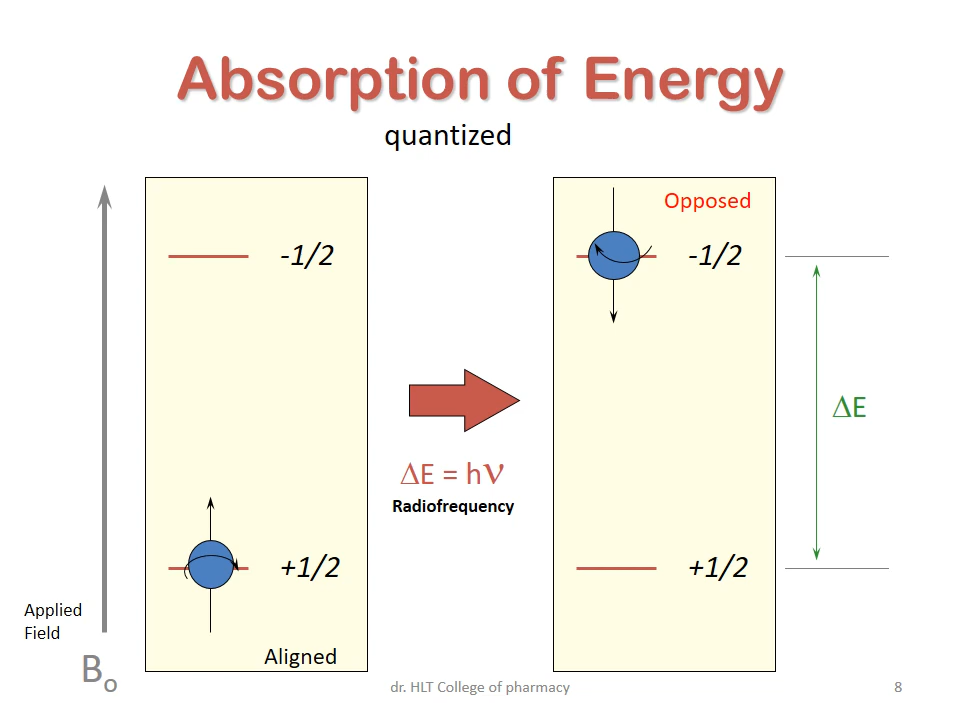 Absorption of Energy
quantized
-1/2
+1/2
Aligned
Applied
Field
Bo
ΔE = hν
Radiofrequency
Opposed
-1/2
+1/2
ΔE
dr. HLT College of pharmacy
8